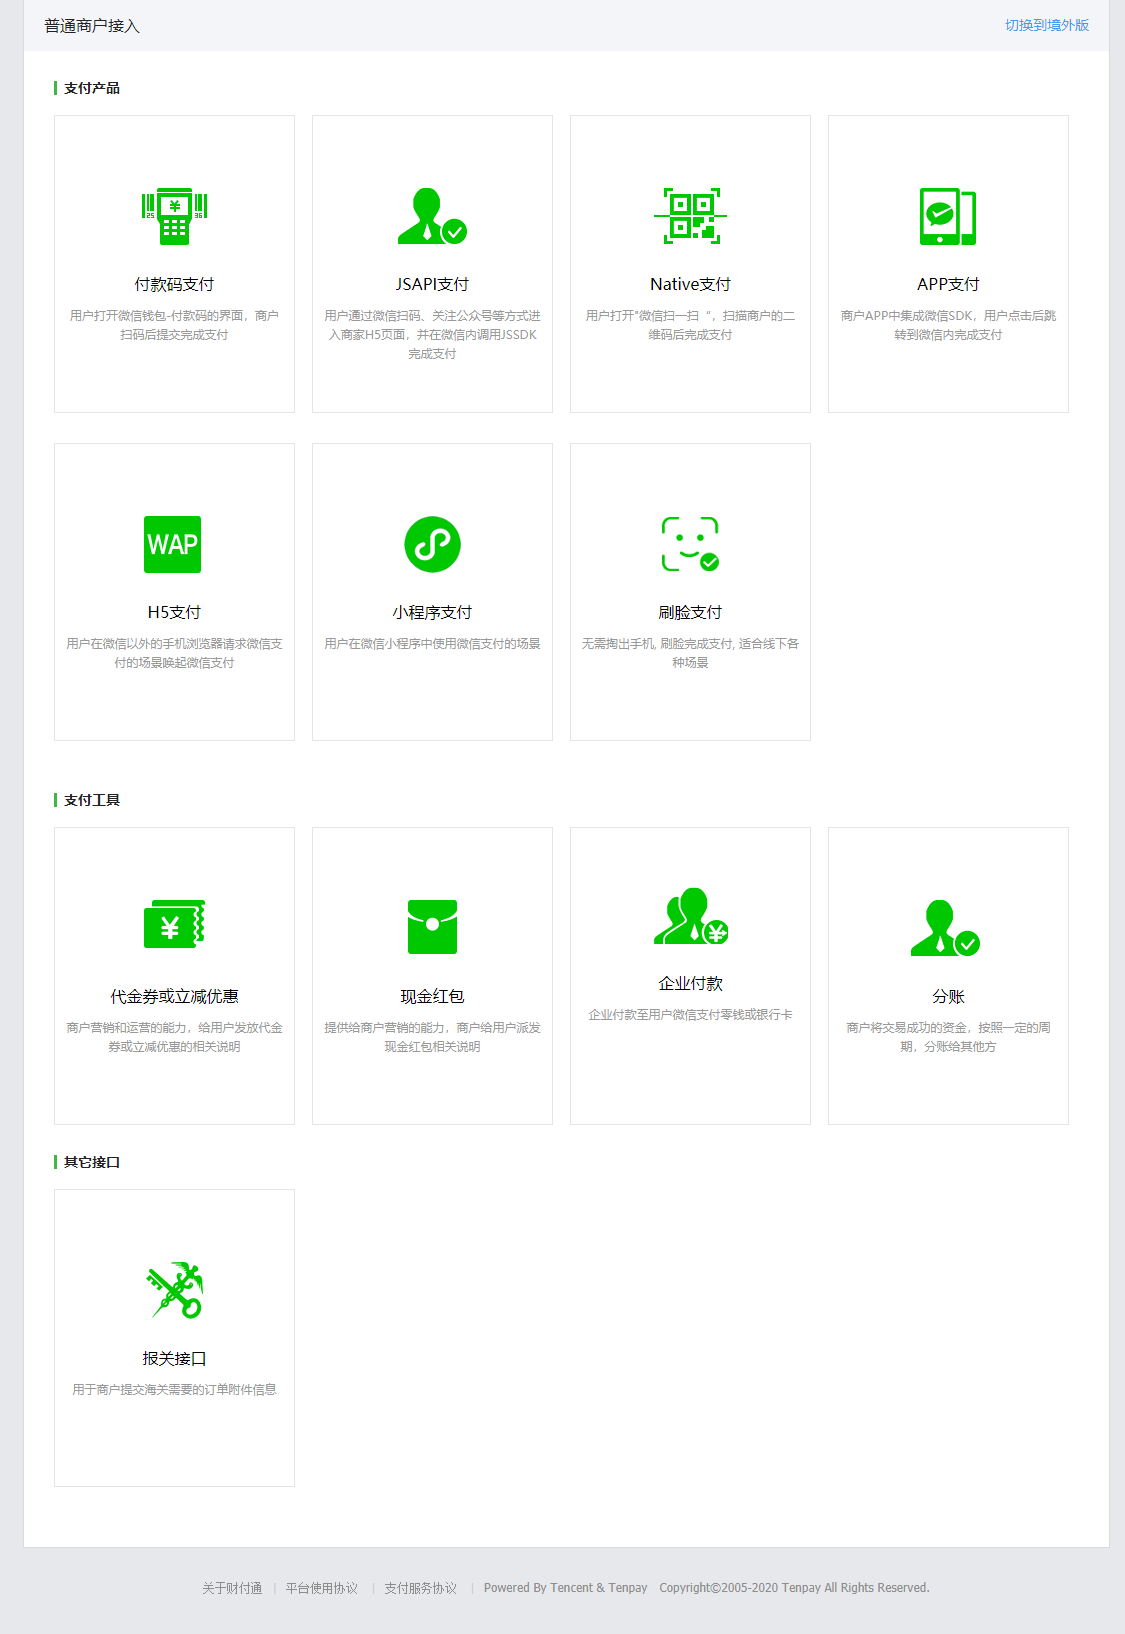 普通商户接入
切换到境外版
支付产品
25
¥
36
付款码支付
用户打开微信钱包-付款码的界面，商户
扫码后提交完成支付
JSAPI支付
用户通过微信扫码、关注公众号等方式进
入商家H5页面，并在微信内调用JSSDK
完成支付
Native支付
用户打开"微信扫一扫“，扫描商户的二
维码后完成支付
APP支付
商户APP中集成微信SDK，用户点击后跳
转到微信内完成支付
WAP
H5支付
用户在微信以外的手机浏览器请求微信支
付的场景唤起微信支付
小程序支付
用户在微信小程序中使用微信支付的场景
刷脸支付
无需掏出手机, 刷脸完成支付, 适合线下各
种场景
支付工具
¥
代金券或立减优惠
商户营销和运营的能力，给用户发放代金
券或立减优惠的相关说明
现金红包
提供给商户营销的能力，商户给用户派发
现金红包相关说明
¥
企业付款
企业付款至用户微信支付零钱或银行卡
分账
商户将交易成功的资金，按照一定的周
期，分账给其他方
其它接口
报关接口
用于商户提交海关需要的订单附件信息
关于财付通 | 平台使用协议 | 支付服务协议 | Powered By Tencent & Tenpay Copyright©2005-2020 Tenpay All Rights Reserved.